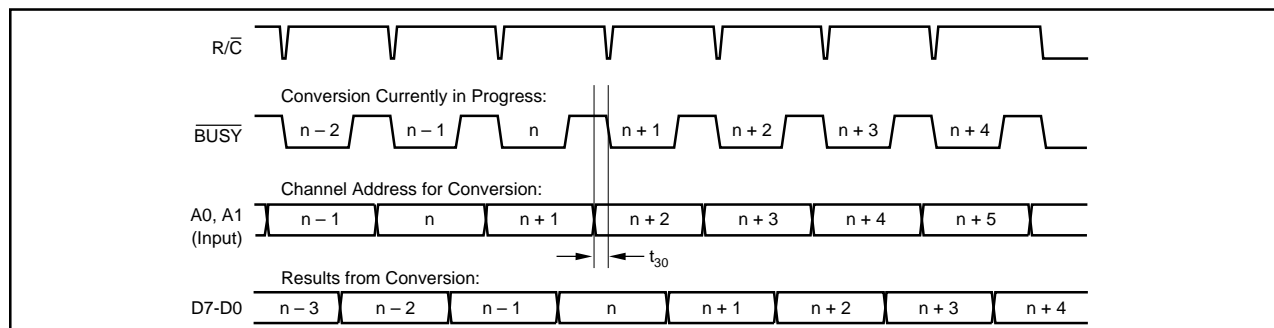 R/C̅
Conversion Currently in Progress:
B̅U̅S̅Y̅ n – 2 n – 1 n n + 1 n + 2 n + 3 n + 4
Channel Address for Conversion:
A0, A1
(Input) n – 1 n n + 1 n + 2 n + 3 n + 4 n + 5
t30
Results from Conversion:
D7-D0 n – 3 n – 2 n – 1 n n + 1 n + 2 n + 3 n + 4